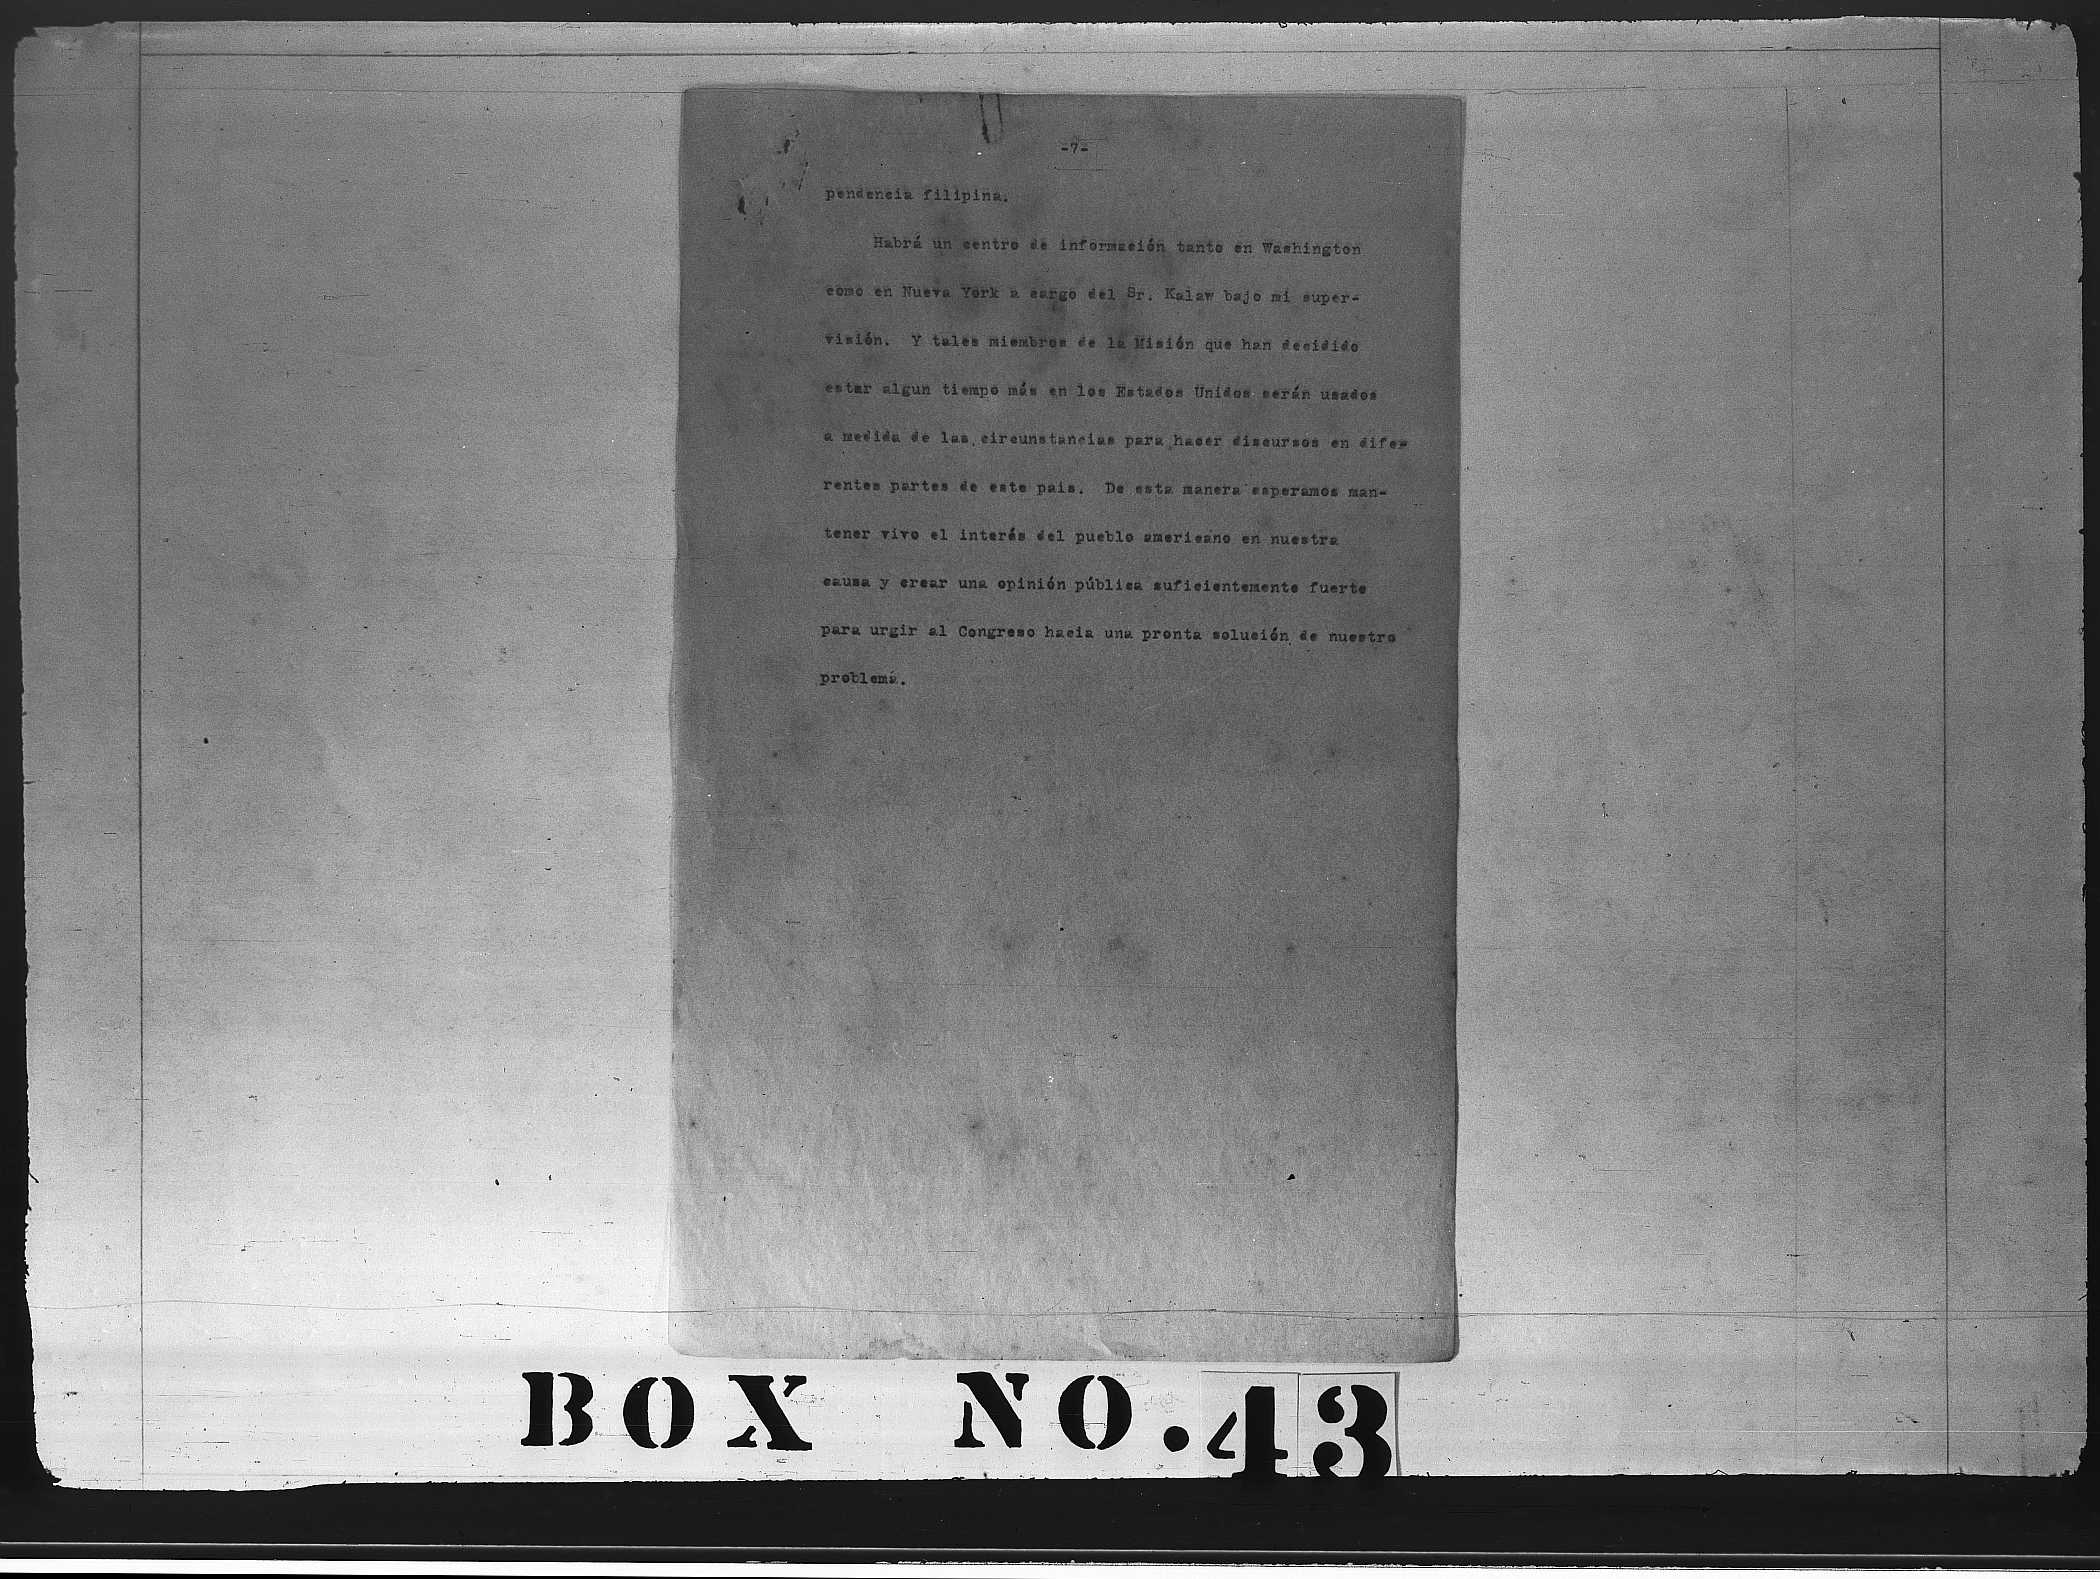 -7-
pendencia filipina.
Habrá un centro de información tanto en Washington
como en Nueva York a cargo del Sr. Kalaw bajo mi super-
visión. Y tales miembros de la Misión que han decidido
estar algun tiempo más en los Estados Unidos serán usados
a medida de las circunstancias para hacer discursos en dife-
rentes partes de este pais. De esta manera esperamos man-
tener vivo el interés del pueblo americano en nuestra
causa y crear una opinión pública suficientemente fuerte
para urgir al Congreso hacia una pronta solución de nuestro
problema.
BOX NO. 43